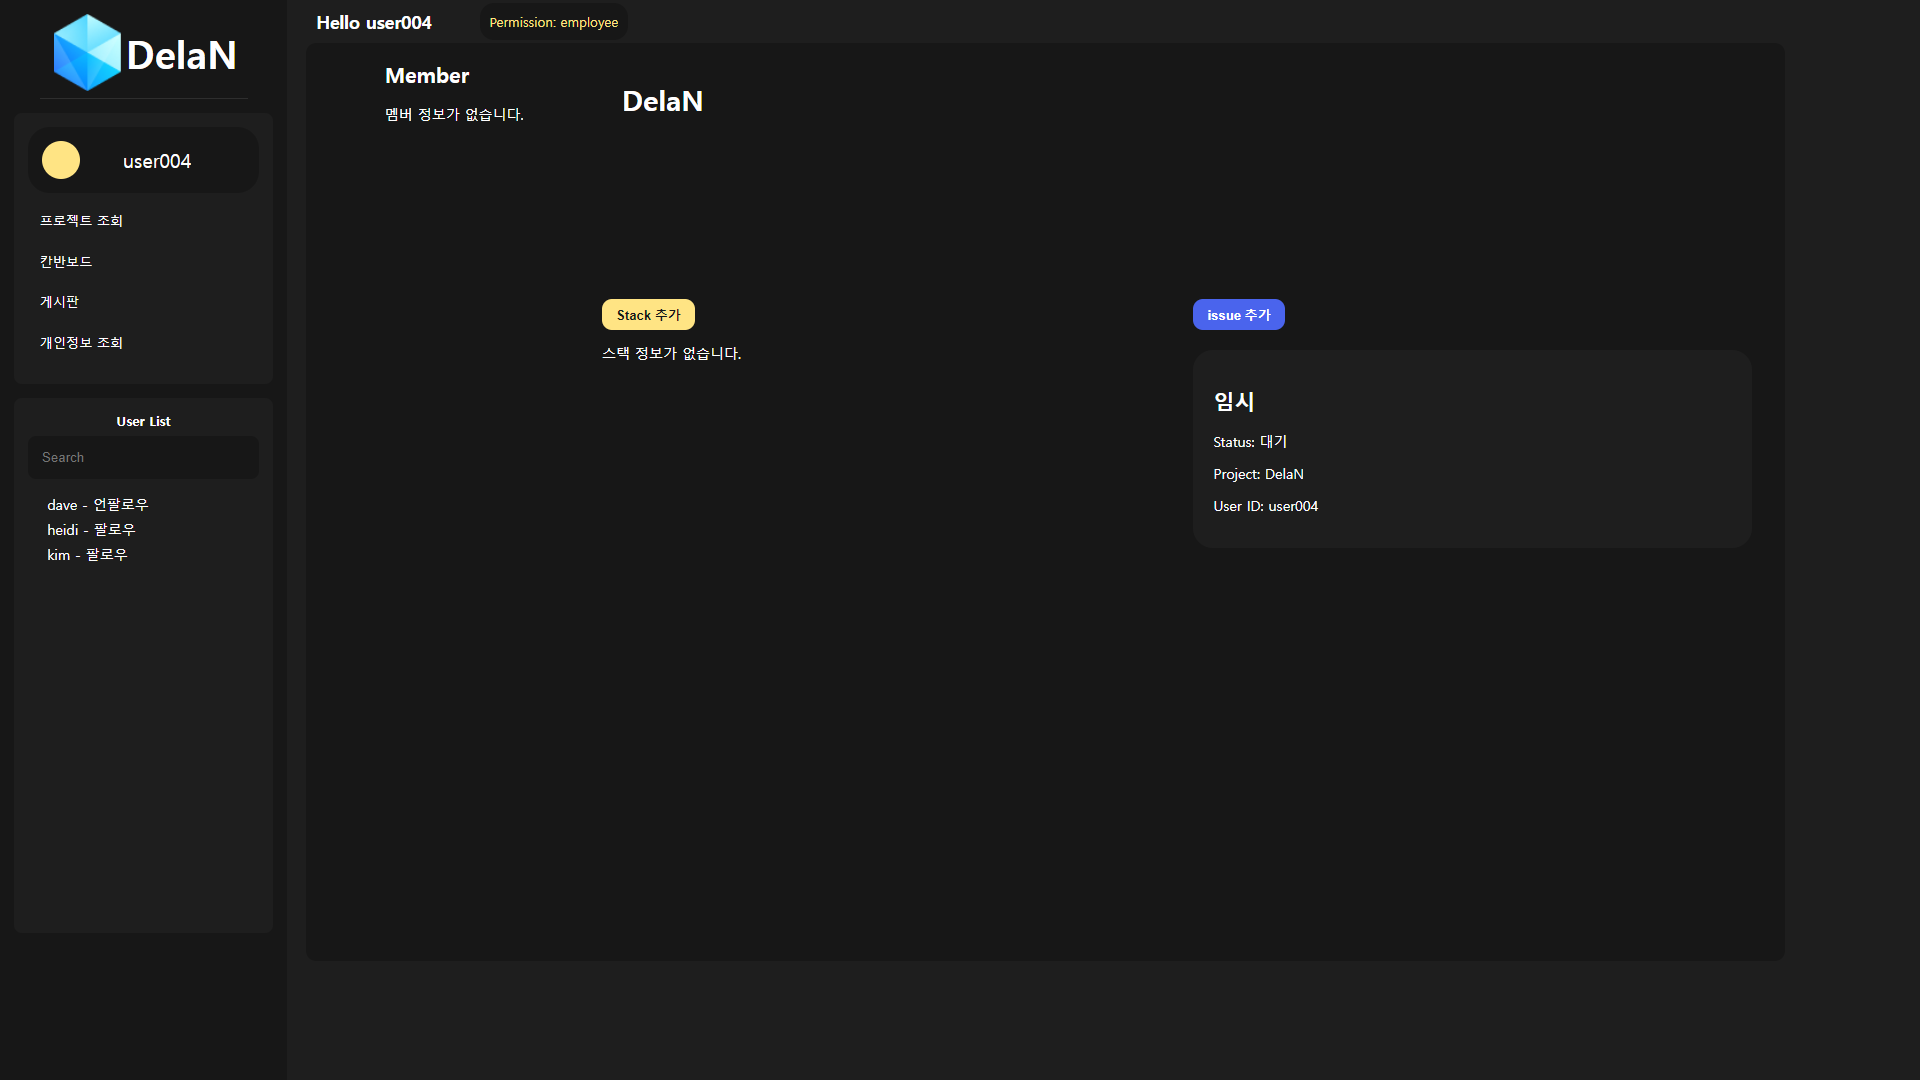 DelaN
user004
프로젝트 조회
칸반보드
게시판
개인정보 조회
User List
Search
dave - 언팔로우
heidi - 팔로우
kim - 팔로우
Hello user004
Permission: employee
Member
멤버 정보가 없습니다.
DelaN
Stack 추가
스택 정보가 없습니다.
issue 추가
임시
Status: 대기
Project: DelaN
User ID: user004